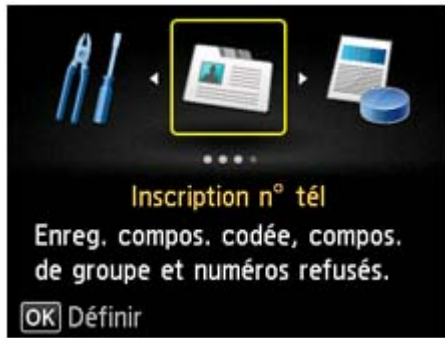 Inscription n° tél
Enreg. compos. codée, compos.
de groupe et numéros refusés.
OK Définir